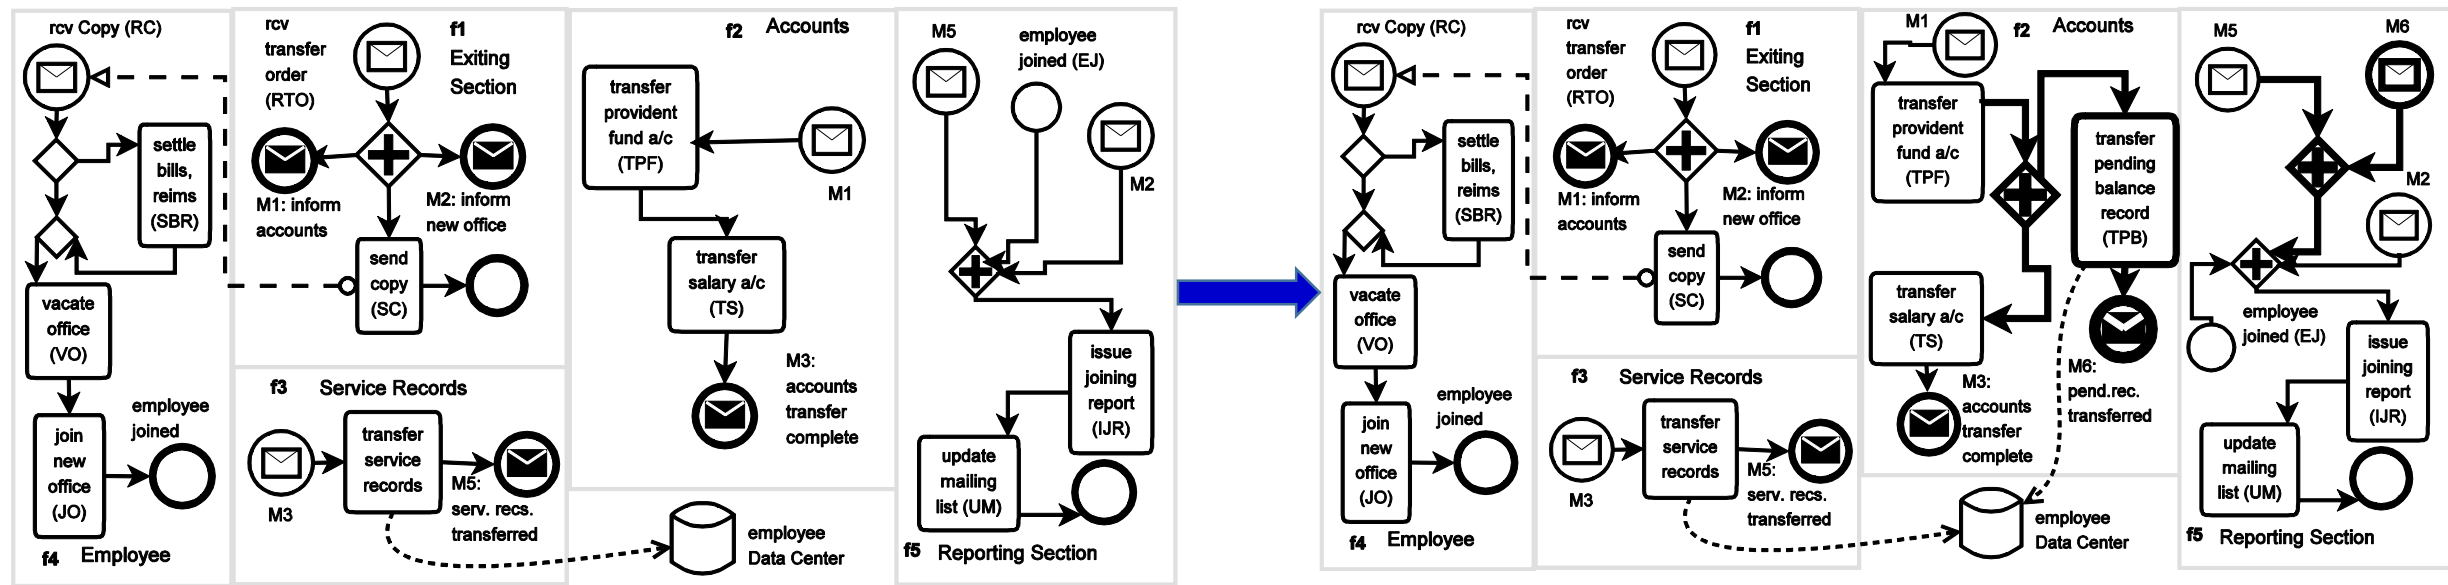 rcv Copy (RC)
settle
bills,
reims
(SBR)
vacate
office
(VO)
join
new
office
(JO)
employee
joined
f4 Employee
rcv
transfer
order
(RTO)
f1
Exiting
Section
M1: inform
accounts
M2: inform
new office
send
copy
(SC)
f3 Service Records
M3
transfer
service
records
M5:
serv. recs.
transferred
f2 Accounts
transfer
provident
fund a/c
(TPF)
M1
transfer
salary a/c
(TS)
M3:
accounts
transfer
complete
employee
Data Center
M5
employee
joined (EJ)
M2
issue
joining
report
(IJR)
update
mailing
list (UM)
f5 Reporting Section
rcv Copy (RC)
settle
bills,
reims
(SBR)
vacate
office
(VO)
join
new
office
(JO)
employee
joined
f4 Employee
rcv
transfer
order
(RTO)
f1
Exiting
Section
M1: inform
accounts
M2: inform
new office
send
copy
(SC)
f3 Service Records
M3
transfer
service
records
M5:
serv. recs.
transferred
M1
f2 Accounts
transfer
provident
fund a/c
(TPF)
transfer
pending
balance
record
(TPB)
transfer
salary a/c
(TS)
M3:
accounts
transfer
complete
M6:
pend.rec.
transferred
employee
Data Center
M5
M6
M2
employee
joined (EJ)
issue
joining
report
(IJR)
update
mailing
list (UM)
f5 Reporting Section